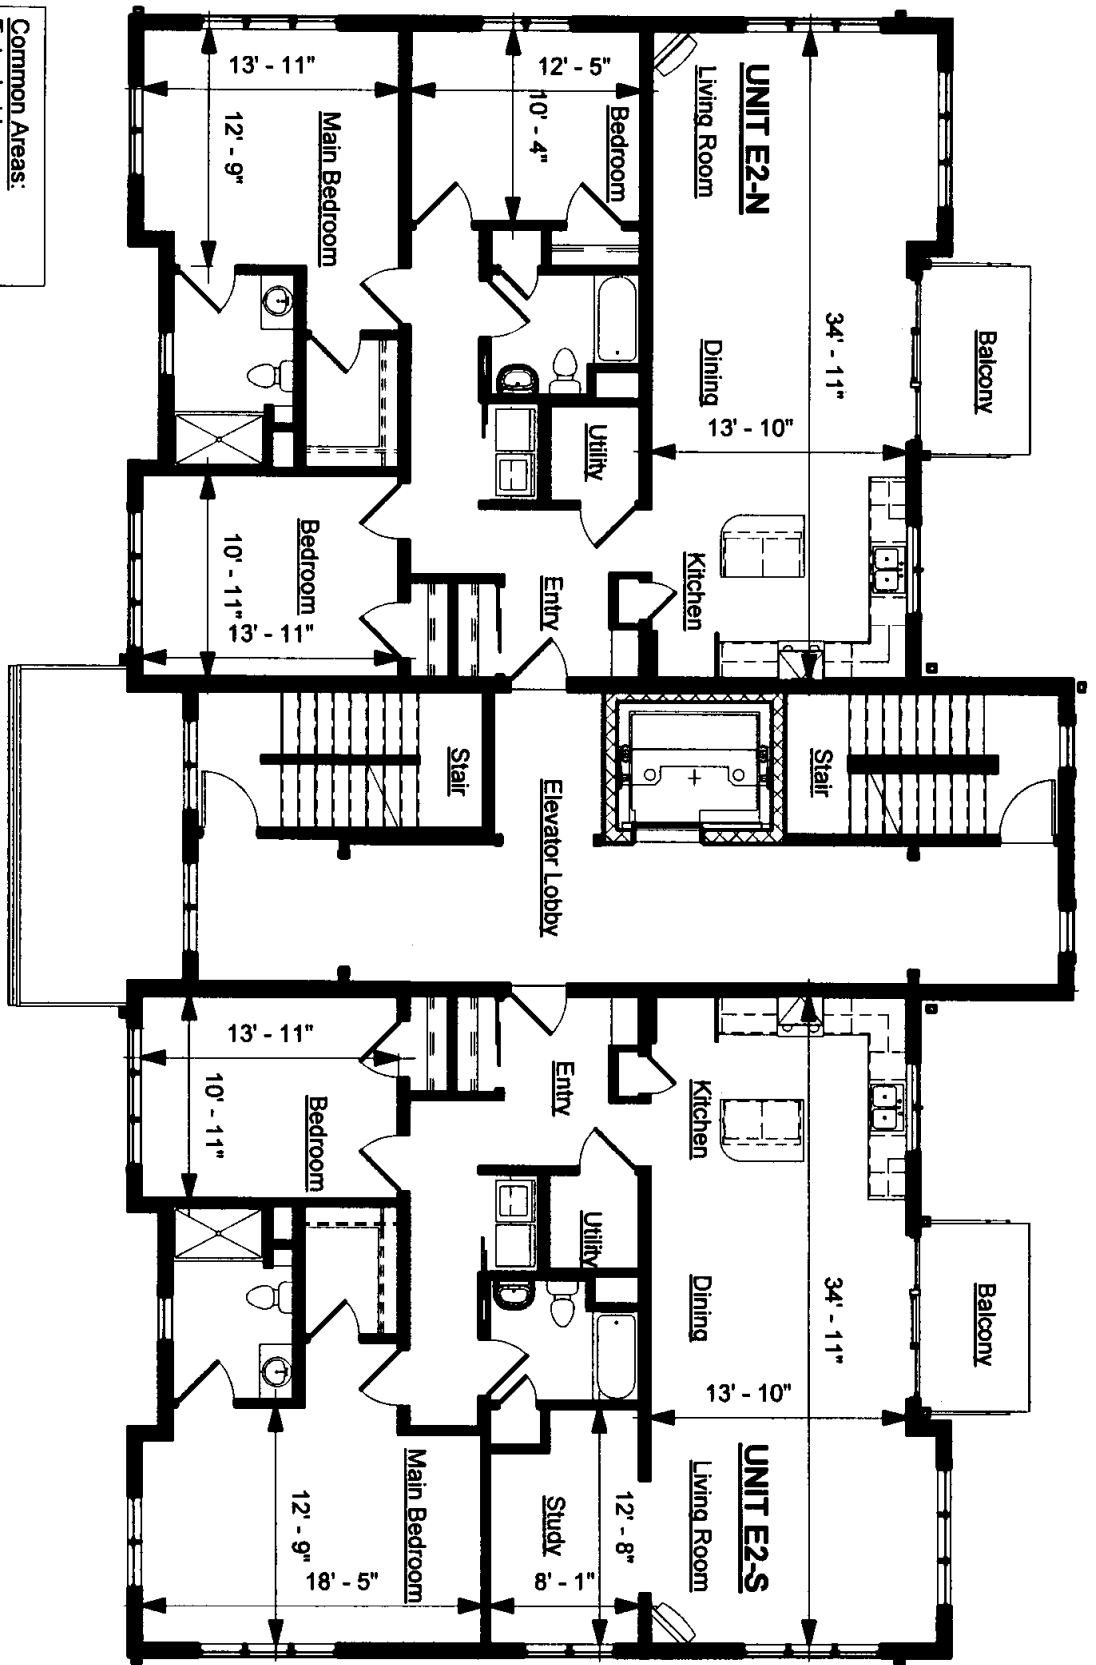 Common Areas:
UNIT E2-N
Living Room
Dining
Kitchen
Balcony
34' - 11"
13' - 10"
Bedroom
12' - 5"
10' - 4"
Main Bedroom
13' - 11"
12' - 9"
Utility
Entry
Bedroom
10' - 11"
13' - 11"
Stair
Elevator Lobby
Stair
UNIT E2-S
Living Room
Dining
Kitchen
Balcony
34' - 11"
13' - 10"
Entry
Utility
Bedroom
13' - 11"
10' - 11"
Main Bedroom
12' - 9"
18' - 5"
Study
12' - 8"
8' - 1"